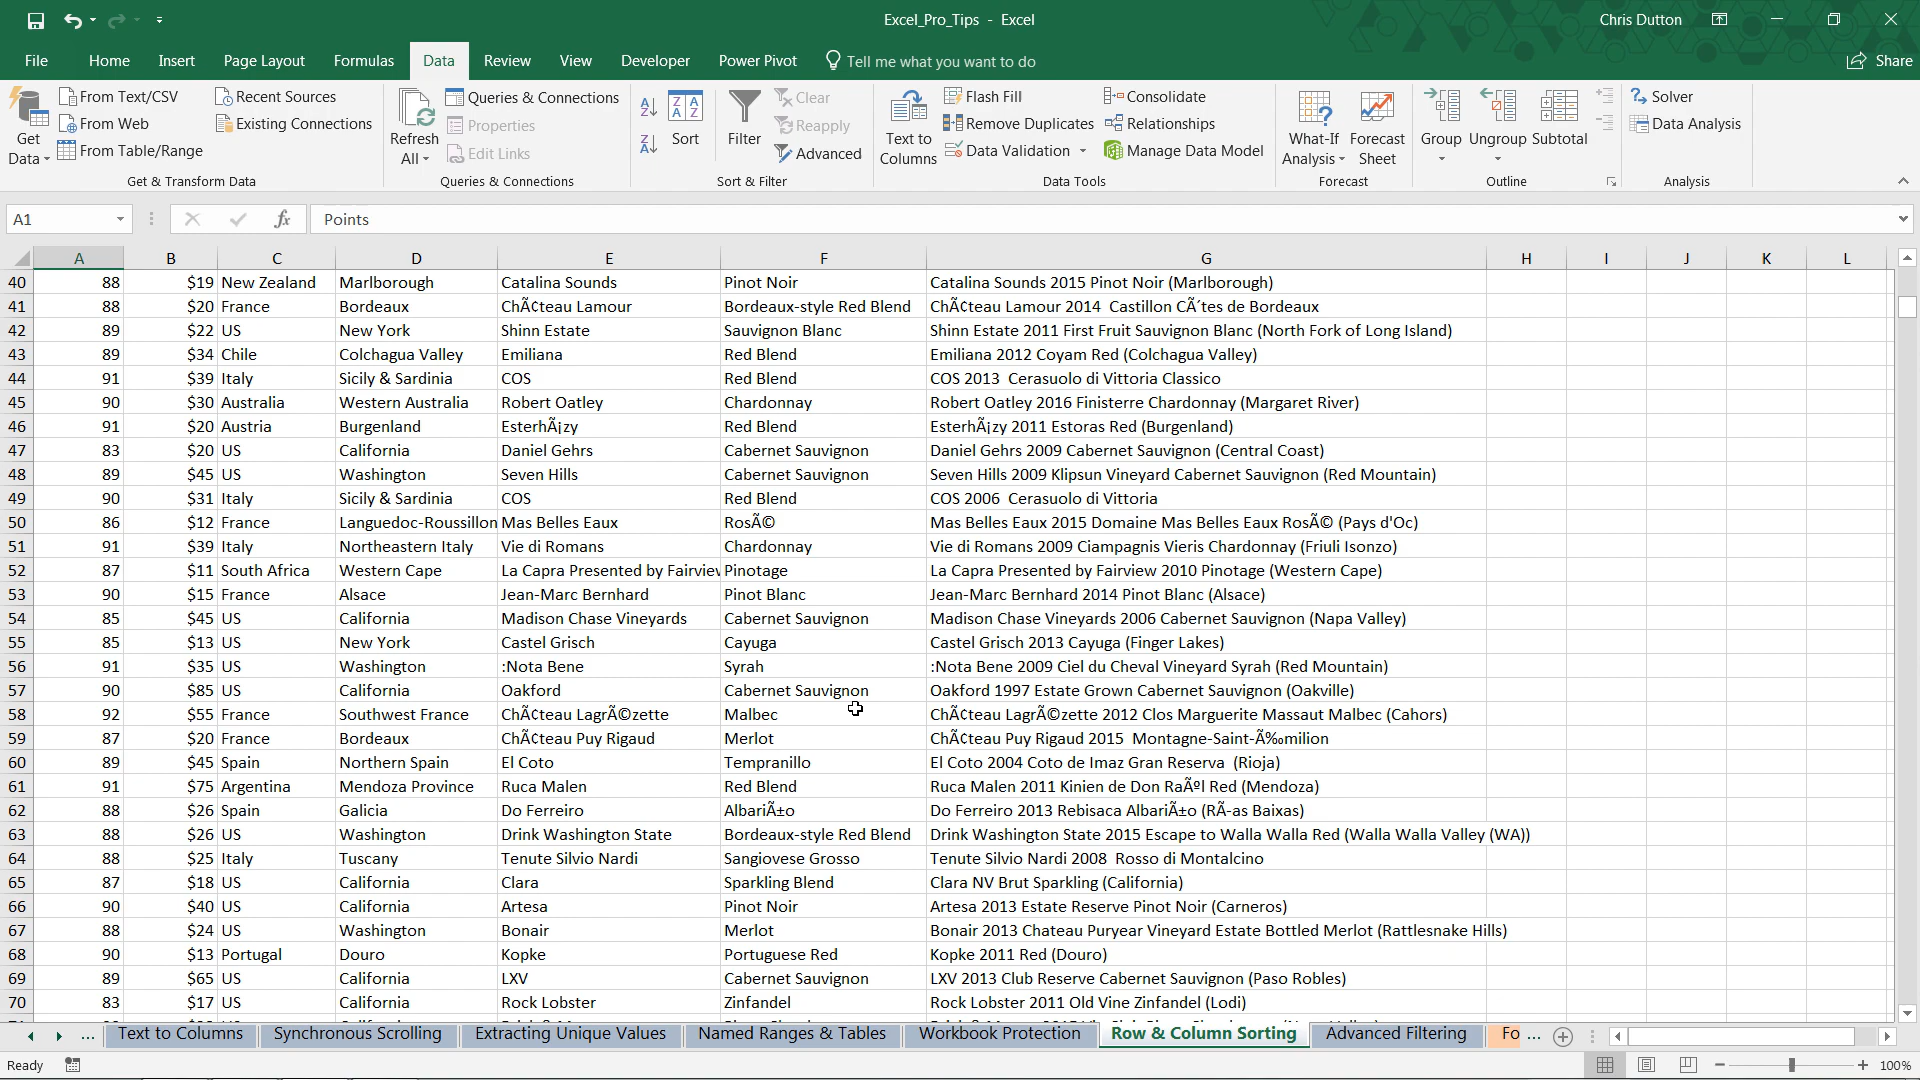 Excel_Pro_Tips - Excel
Chris Dutton
File Home Insert Page Layout Formulas Data Review View Developer Power Pivot Tell me what you want to do Share
From Text/CSV Recent Sources Queries & Connections Clear Flash Fill Consolidate Solver
From Web Existing Connections Properties Reapply Remove Duplicates Relationships Data Analysis
From Table/Range Edit Links Advanced Data Validation Manage Data Model
Get Data Refresh All Sort Filter Text to Columns What-If Analysis Forecast Sheet Group Ungroup Subtotal
Get & Transform Data Queries & Connections Sort & Filter Data Tools Forecast Outline Analysis
A1 fx Points
A B C D E F G H I J K L
40 88 $19 New Zealand Marlborough Catalina Sounds Pinot Noir Catalina Sounds 2015 Pinot Noir (Marlborough)
41 88 $20 France Bordeaux ChÃ¢teau Lamour Bordeaux-style Red Blend ChÃ¢teau Lamour 2014  Castillon CÃ´tes de Bordeaux
42 89 $22 US New York Shinn Estate Sauvignon Blanc Shinn Estate 2011 First Fruit Sauvignon Blanc (North Fork of Long Island)
43 89 $34 Chile Colchagua Valley Emiliana Red Blend Emiliana 2012 Coyam Red (Colchagua Valley)
44 91 $39 Italy Sicily & Sardinia COS Red Blend COS 2013  Cerasuolo di Vittoria Classico
45 90 $30 Australia Western Australia Robert Oatley Chardonnay Robert Oatley 2016 Finisterre Chardonnay (Margaret River)
46 91 $20 Austria Burgenland EsterhÃ¡zy Red Blend EsterhÃ¡zy 2011 Estoras Red (Burgenland)
47 83 $20 US California Daniel Gehrs Cabernet Sauvignon Daniel Gehrs 2009 Cabernet Sauvignon (Central Coast)
48 89 $45 US Washington Seven Hills Cabernet Sauvignon Seven Hills 2009 Klipsun Vineyard Cabernet Sauvignon (Red Mountain)
49 90 $31 Italy Sicily & Sardinia COS Red Blend COS 2006  Cerasuolo di Vittoria
50 86 $12 France Languedoc-Roussillon Mas Belles Eaux RosÃ© Mas Belles Eaux 2015 Domaine Mas Belles Eaux RosÃ© (Pays d'Oc)
51 91 $39 Italy Northeastern Italy Vie di Romans Chardonnay Vie di Romans 2009 Ciampagnis Vieris Chardonnay (Friuli Isonzo)
52 87 $11 South Africa Western Cape La Capra Presented by Fairview Pinotage La Capra Presented by Fairview 2010 Pinotage (Western Cape)
53 90 $15 France Alsace Jean-Marc Bernhard Pinot Blanc Jean-Marc Bernhard 2014 Pinot Blanc (Alsace)
54 85 $45 US California Madison Chase Vineyards Cabernet Sauvignon Madison Chase Vineyards 2006 Cabernet Sauvignon (Napa Valley)
55 85 $13 US New York Castel Grisch Cayuga Castel Grisch 2013 Cayuga (Finger Lakes)
56 91 $35 US Washington :Nota Bene Syrah :Nota Bene 2009 Ciel du Cheval Vineyard Syrah (Red Mountain)
57 90 $85 US California Oakford Cabernet Sauvignon Oakford 1997 Estate Grown Cabernet Sauvignon (Oakville)
58 92 $55 France Southwest France ChÃ¢teau LagrÃ©zette Malbec ChÃ¢teau LagrÃ©zette 2012 Clos Marguerite Massaut Malbec (Cahors)
59 87 $20 France Bordeaux ChÃ¢teau Puy Rigaud Merlot ChÃ¢teau Puy Rigaud 2015  Montagne-Saint-Ã‰milion
60 89 $45 Spain Northern Spain El Coto Tempranillo El Coto 2004 Coto de Imaz Gran Reserva  (Rioja)
61 91 $75 Argentina Mendoza Province Ruca Malen Red Blend Ruca Malen 2011 Kinien de Don RaÃºl Red (Mendoza)
62 88 $26 Spain Galicia Do Ferreiro AlbariÃ±o Do Ferreiro 2013 Rebisaca AlbariÃ±o (RÃ-as Baixas)
63 88 $26 US Washington Drink Washington State Bordeaux-style Red Blend Drink Washington State 2015 Escape to Walla Walla Red (Walla Walla Valley (WA))
64 88 $25 Italy Tuscany Tenute Silvio Nardi Sangiovese Grosso Tenute Silvio Nardi 2008  Rosso di Montalcino
65 87 $18 US California Clara Sparkling Blend Clara NV Brut Sparkling (California)
66 90 $40 US California Artesa Pinot Noir Artesa 2013 Estate Reserve Pinot Noir (Carneros)
67 88 $24 US Washington Bonair Merlot Bonair 2013 Chateau Puryear Vineyard Estate Bottled Merlot (Rattlesnake Hills)
68 90 $13 Portugal Douro Kopke Portuguese Red Kopke 2011 Red (Douro)
69 89 $65 US California LXV Cabernet Sauvignon LXV 2013 Club Reserve Cabernet Sauvignon (Paso Robles)
70 83 $17 US California Rock Lobster Zinfandel Rock Lobster 2011 Old Vine Zinfandel (Lodi)
... Text to Columns Synchronous Scrolling Extracting Unique Values Named Ranges & Tables Workbook Protection Row & Column Sorting Advanced Filtering Fo ...
Ready 100%